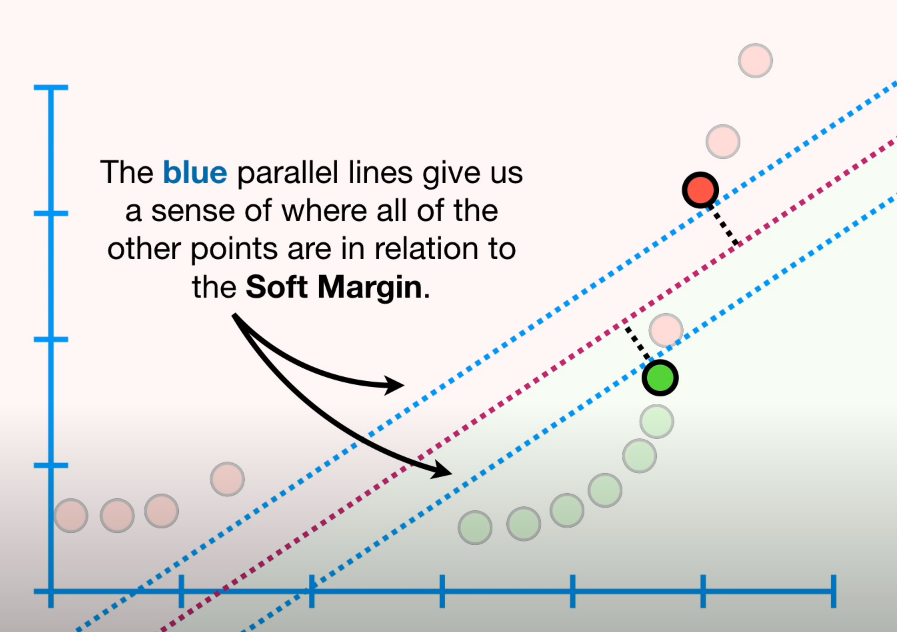 The blue parallel lines give us
a sense of where all of the
other points are in relation to
the Soft Margin.